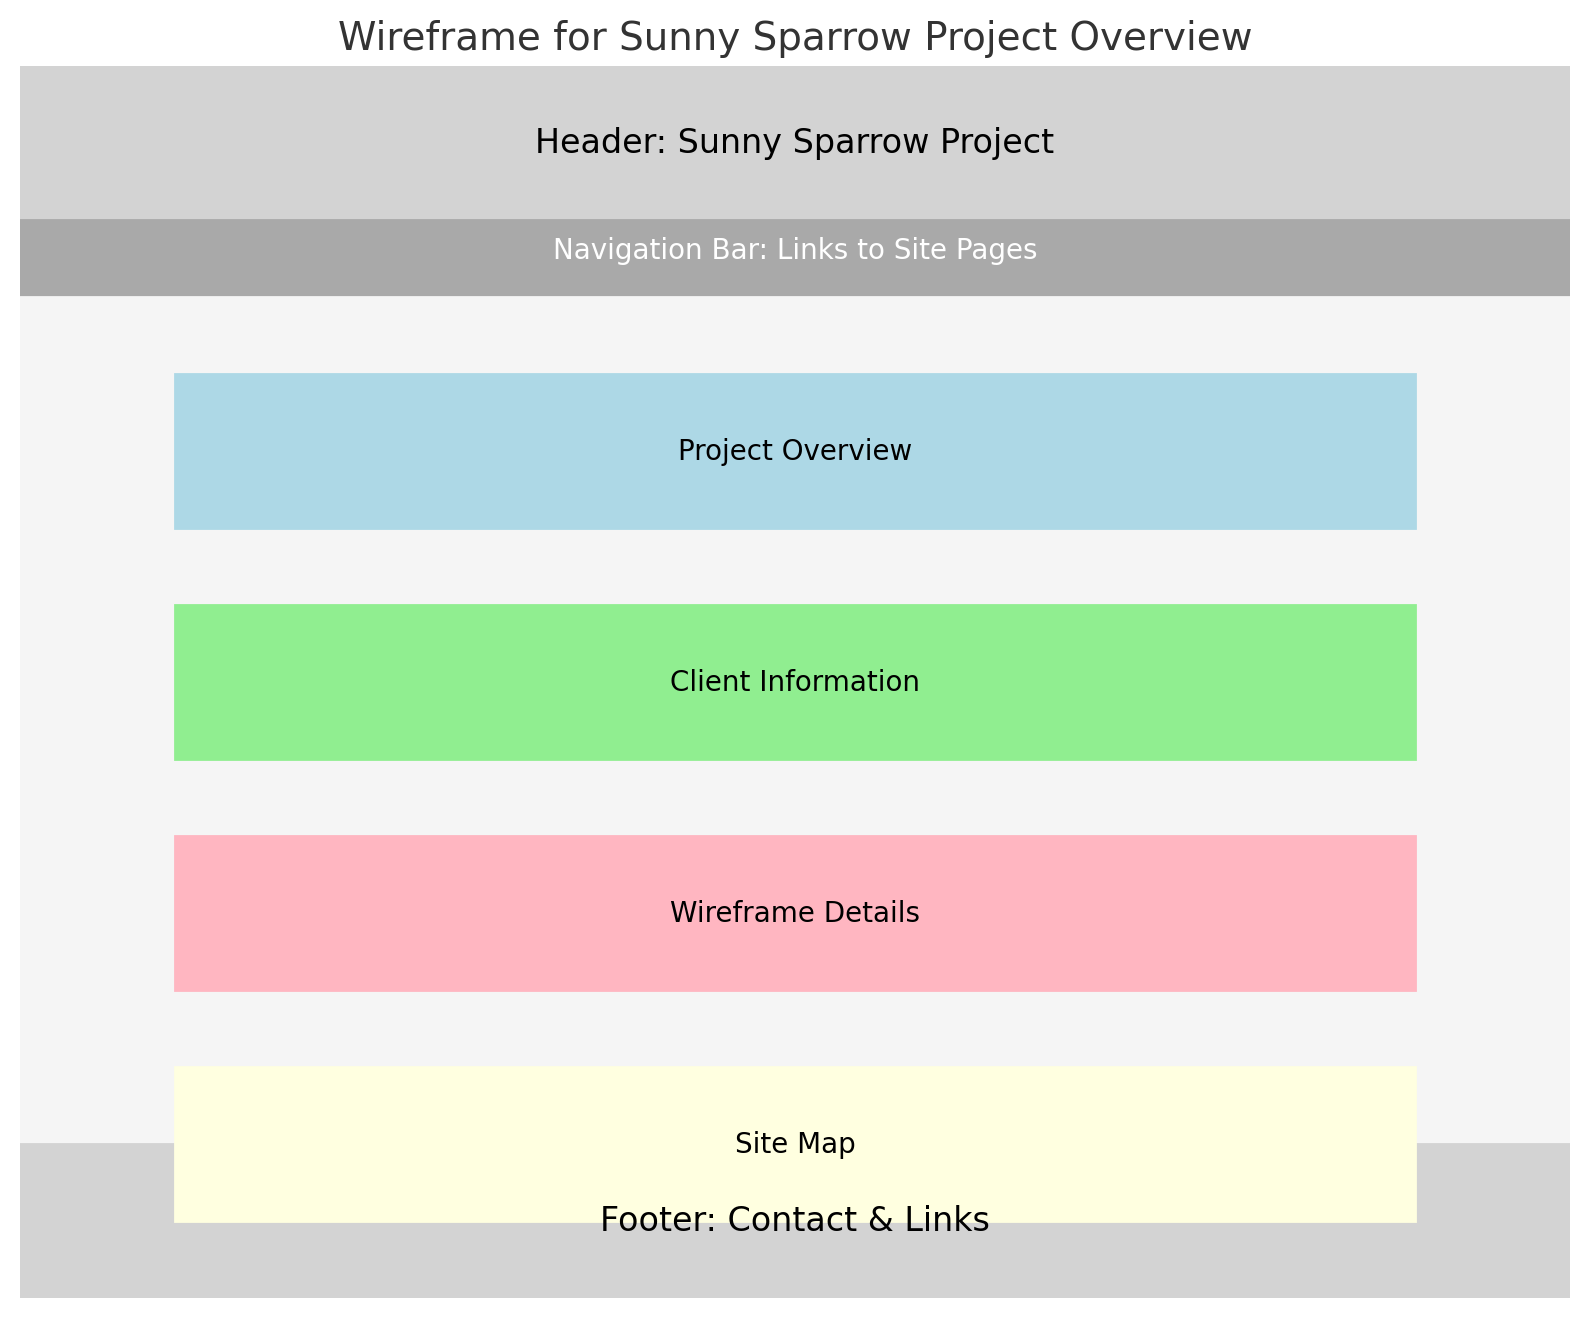 Wireframe for Sunny Sparrow Project Overview
Header: Sunny Sparrow Project
Navigation Bar: Links to Site Pages
Project Overview
Client Information
Wireframe Details
Site Map
Footer: Contact & Links